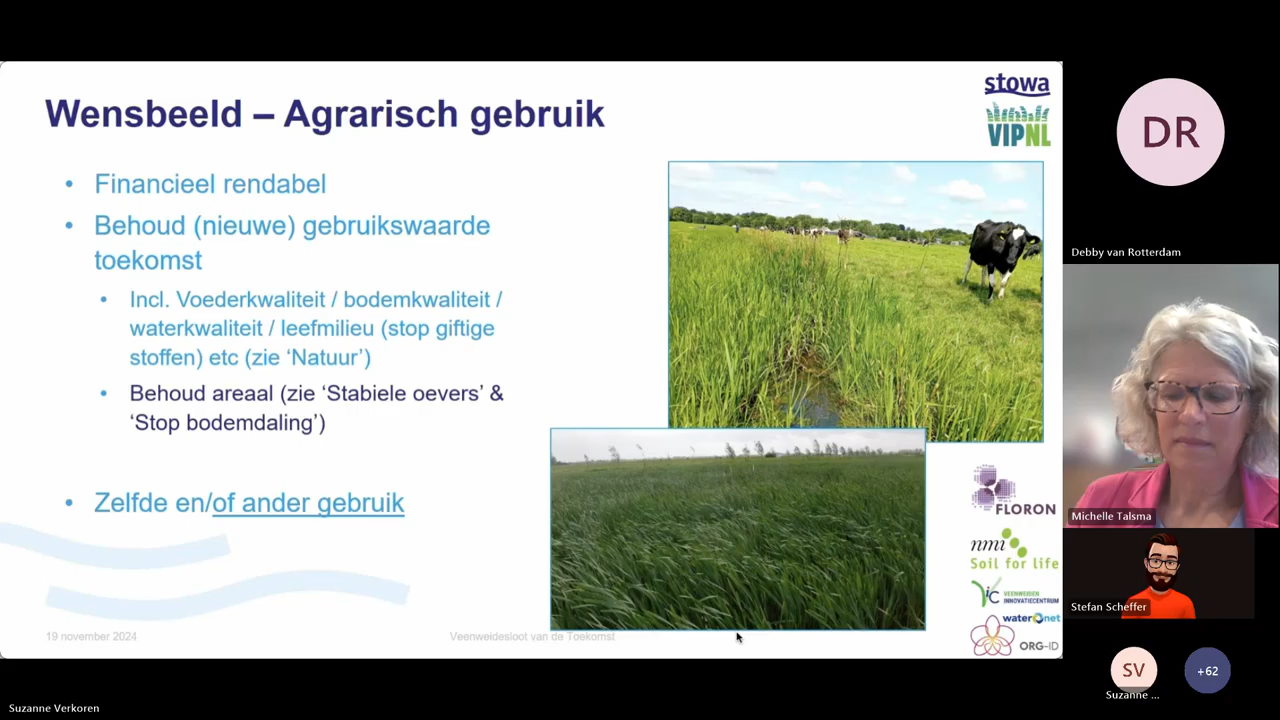 Wensbeeld – Agrarisch gebruik
• Financieel rendabel
• Behoud (nieuwe) gebruikswaarde
toekomst
• Incl. Voederkwaliteit / bodemkwaliteit /
waterkwaliteit / leefmilieu (stop giftige
stoffen) etc (zie ‘Natuur’)
• Behoud areaal (zie ‘Stabiele oevers’ &
‘Stop bodemdaling’)
• Zelfde en/of ander gebruik
19 november 2024
Veenweidesloot van de Toekomst
stowa
VIPNL
FLORON
nmi
Soil for life
VIC VEENWEIDEN
INNOVATIECENTRUM
waternet
ORG-ID
DR
Debby van Rotterdam
Michelle Talsma
Stefan Scheffer
SV
+62
Suzanne ...
Suzanne Verkoren